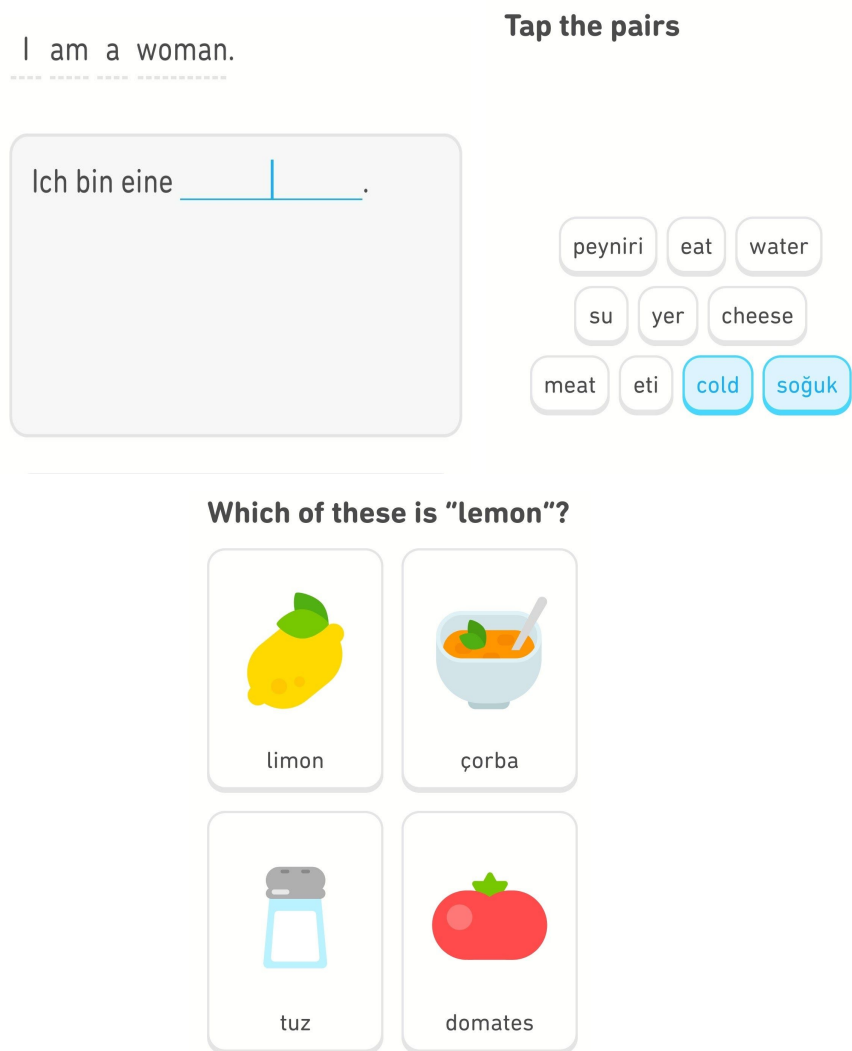 I am a woman.
Ich bin eine ________.
Tap the pairs
peyniri eat water
su yer cheese
meat eti cold soğuk
Which of these is “lemon”?
limon çorba
tuz domates